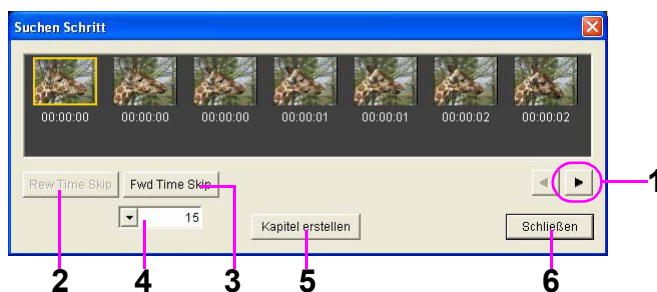 Suchen Schritt
00:00:00 00:00:00 00:00:00 00:00:01 00:00:01 00:00:02 00:00:02
Rew Time Skip Fwd Time Skip 1
15 Kapitel erstellen Schließen
2 4 3 5 6